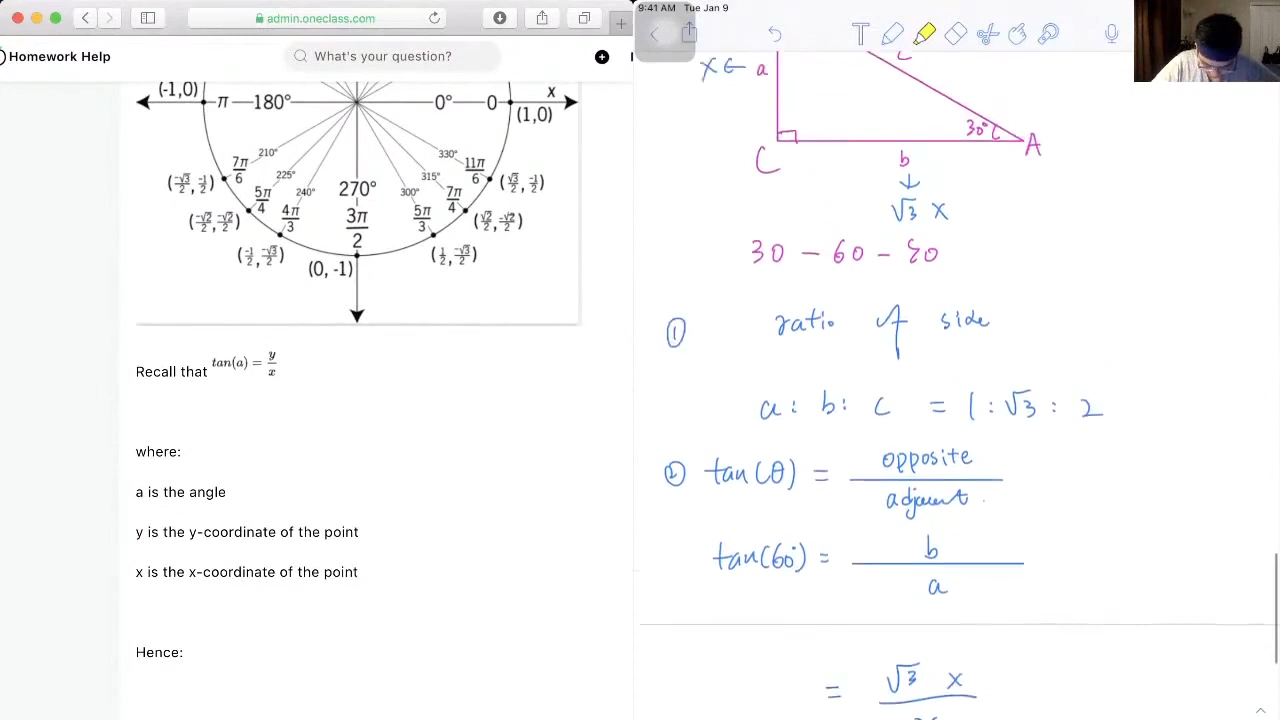 admin.oneclass.com
Homework Help
What's your question?
(-1,0)
π
180°
0°
0
x
(1,0)
210°
7π/6
(-√3/2, -1/2)
225°
5π/4
(-√2/2, -√2/2)
240°
4π/3
(-1/2, -√3/2)
270°
3π/2
(0, -1)
300°
5π/3
(1/2, -√3/2)
315°
7π/4
(√2/2, -√2/2)
330°
11π/6
(√3/2, -1/2)
Recall that tan(a) = y/x
where:
a is the angle
y is the y-coordinate of the point
x is the x-coordinate of the point
Hence:
9:41 AM Tue Jan 9
T
x ← a
30°
C
A
b
↓
√3 x
30 - 60 - 90
① ratio of side
a : b : c = 1 : √3 : 2
② tan(θ) = opposite / adjacent
tan(60°) = b / a
= √3 x